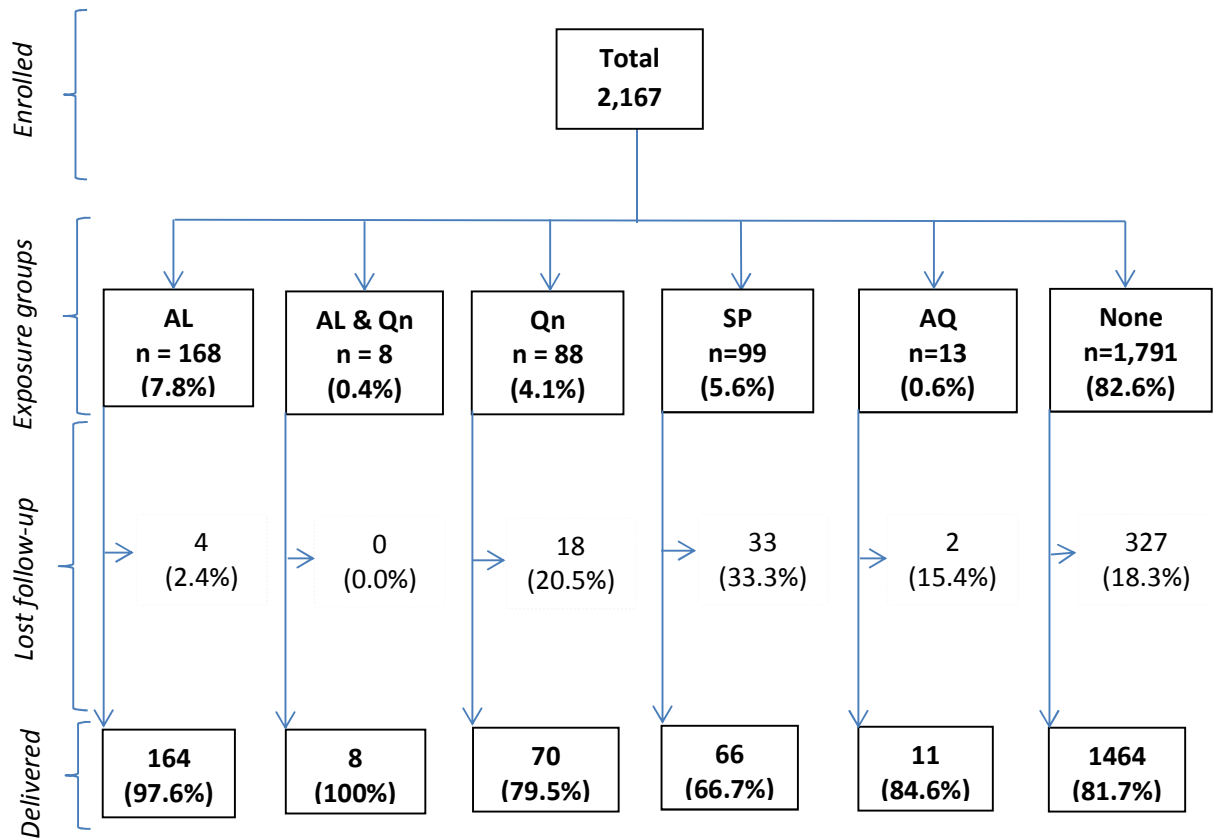 Enrolled
Total
2,167
Exposure groups
AL
n = 168
(7.8%)
AL & Qn
n = 8
(0.4%)
Qn
n = 88
(4.1%)
SP
n=99
(5.6%)
AQ
n=13
(0.6%)
None
n=1,791
(82.6%)
Lost follow-up
4
(2.4%)
0
(0.0%)
18
(20.5%)
33
(33.3%)
2
(15.4%)
327
(18.3%)
Delivered
164
(97.6%)
8
(100%)
70
(79.5%)
66
(66.7%)
11
(84.6%)
1464
(81.7%)